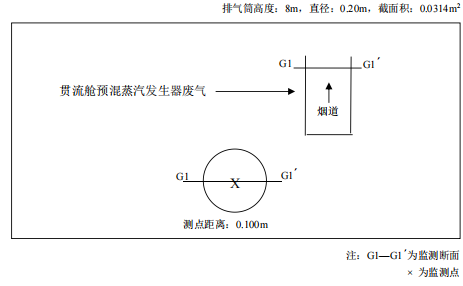 排气筒高度：8m，直径：0.20m，截面积：0.0314m²
G1
G1′
贯流舱预混蒸汽发生器废气
烟道
G1
G1′
X
测点距离：0.100m
注：G1—G1′为监测断面
× 为监测点